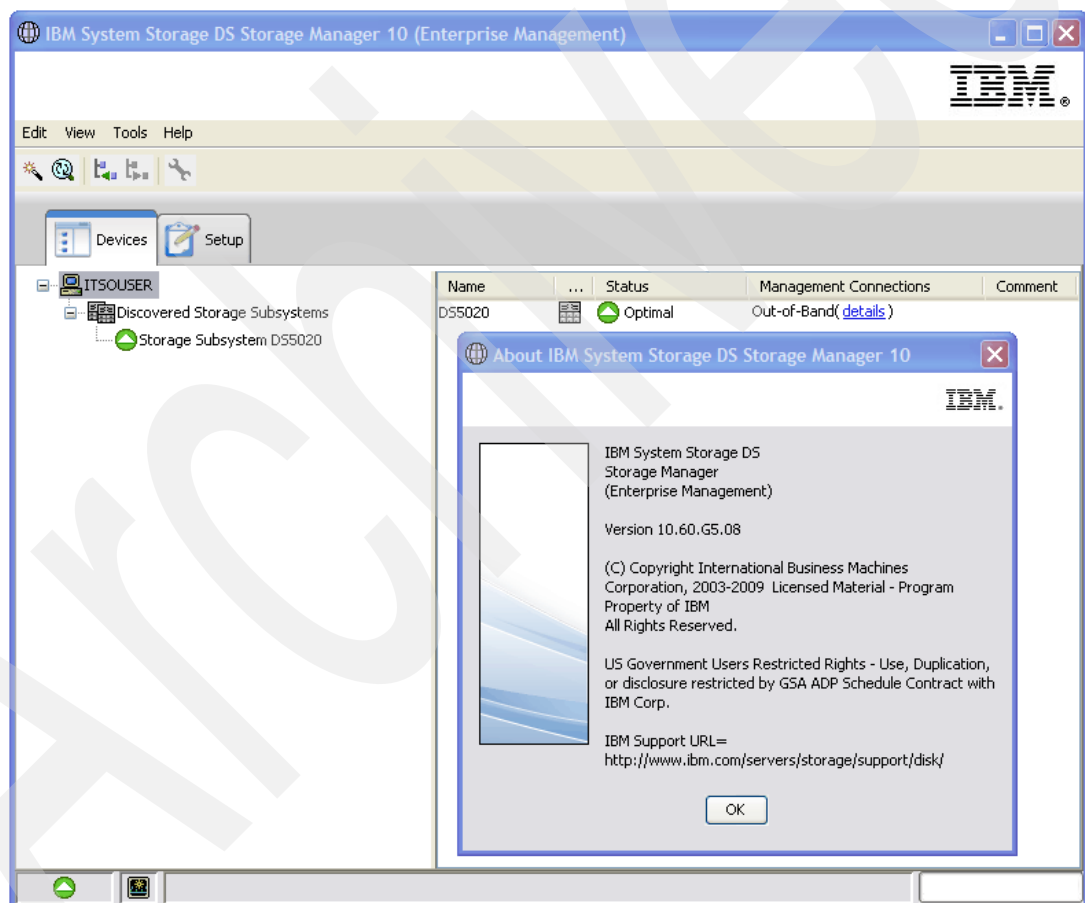 IBM System Storage DS Storage Manager 10 (Enterprise Management)
IBM®
Edit View Tools Help
Devices Setup
ITSOUSER
Discovered Storage Subsystems
Storage Subsystem DS5020
Name ... Status Management Connections Comment
DS5020 Optimal Out-of-Band( details )
About IBM System Storage DS Storage Manager 10
IBM.
IBM System Storage DS
Storage Manager
(Enterprise Management)
Version 10.60.G5.08
(C) Copyright International Business Machines
Corporation, 2003-2009 Licensed Material - Program
Property of IBM
All Rights Reserved.
US Government Users Restricted Rights - Use, Duplication,
or disclosure restricted by GSA ADP Schedule Contract with
IBM Corp.
IBM Support URL=
http://www.ibm.com/servers/storage/support/disk/
OK
Archive